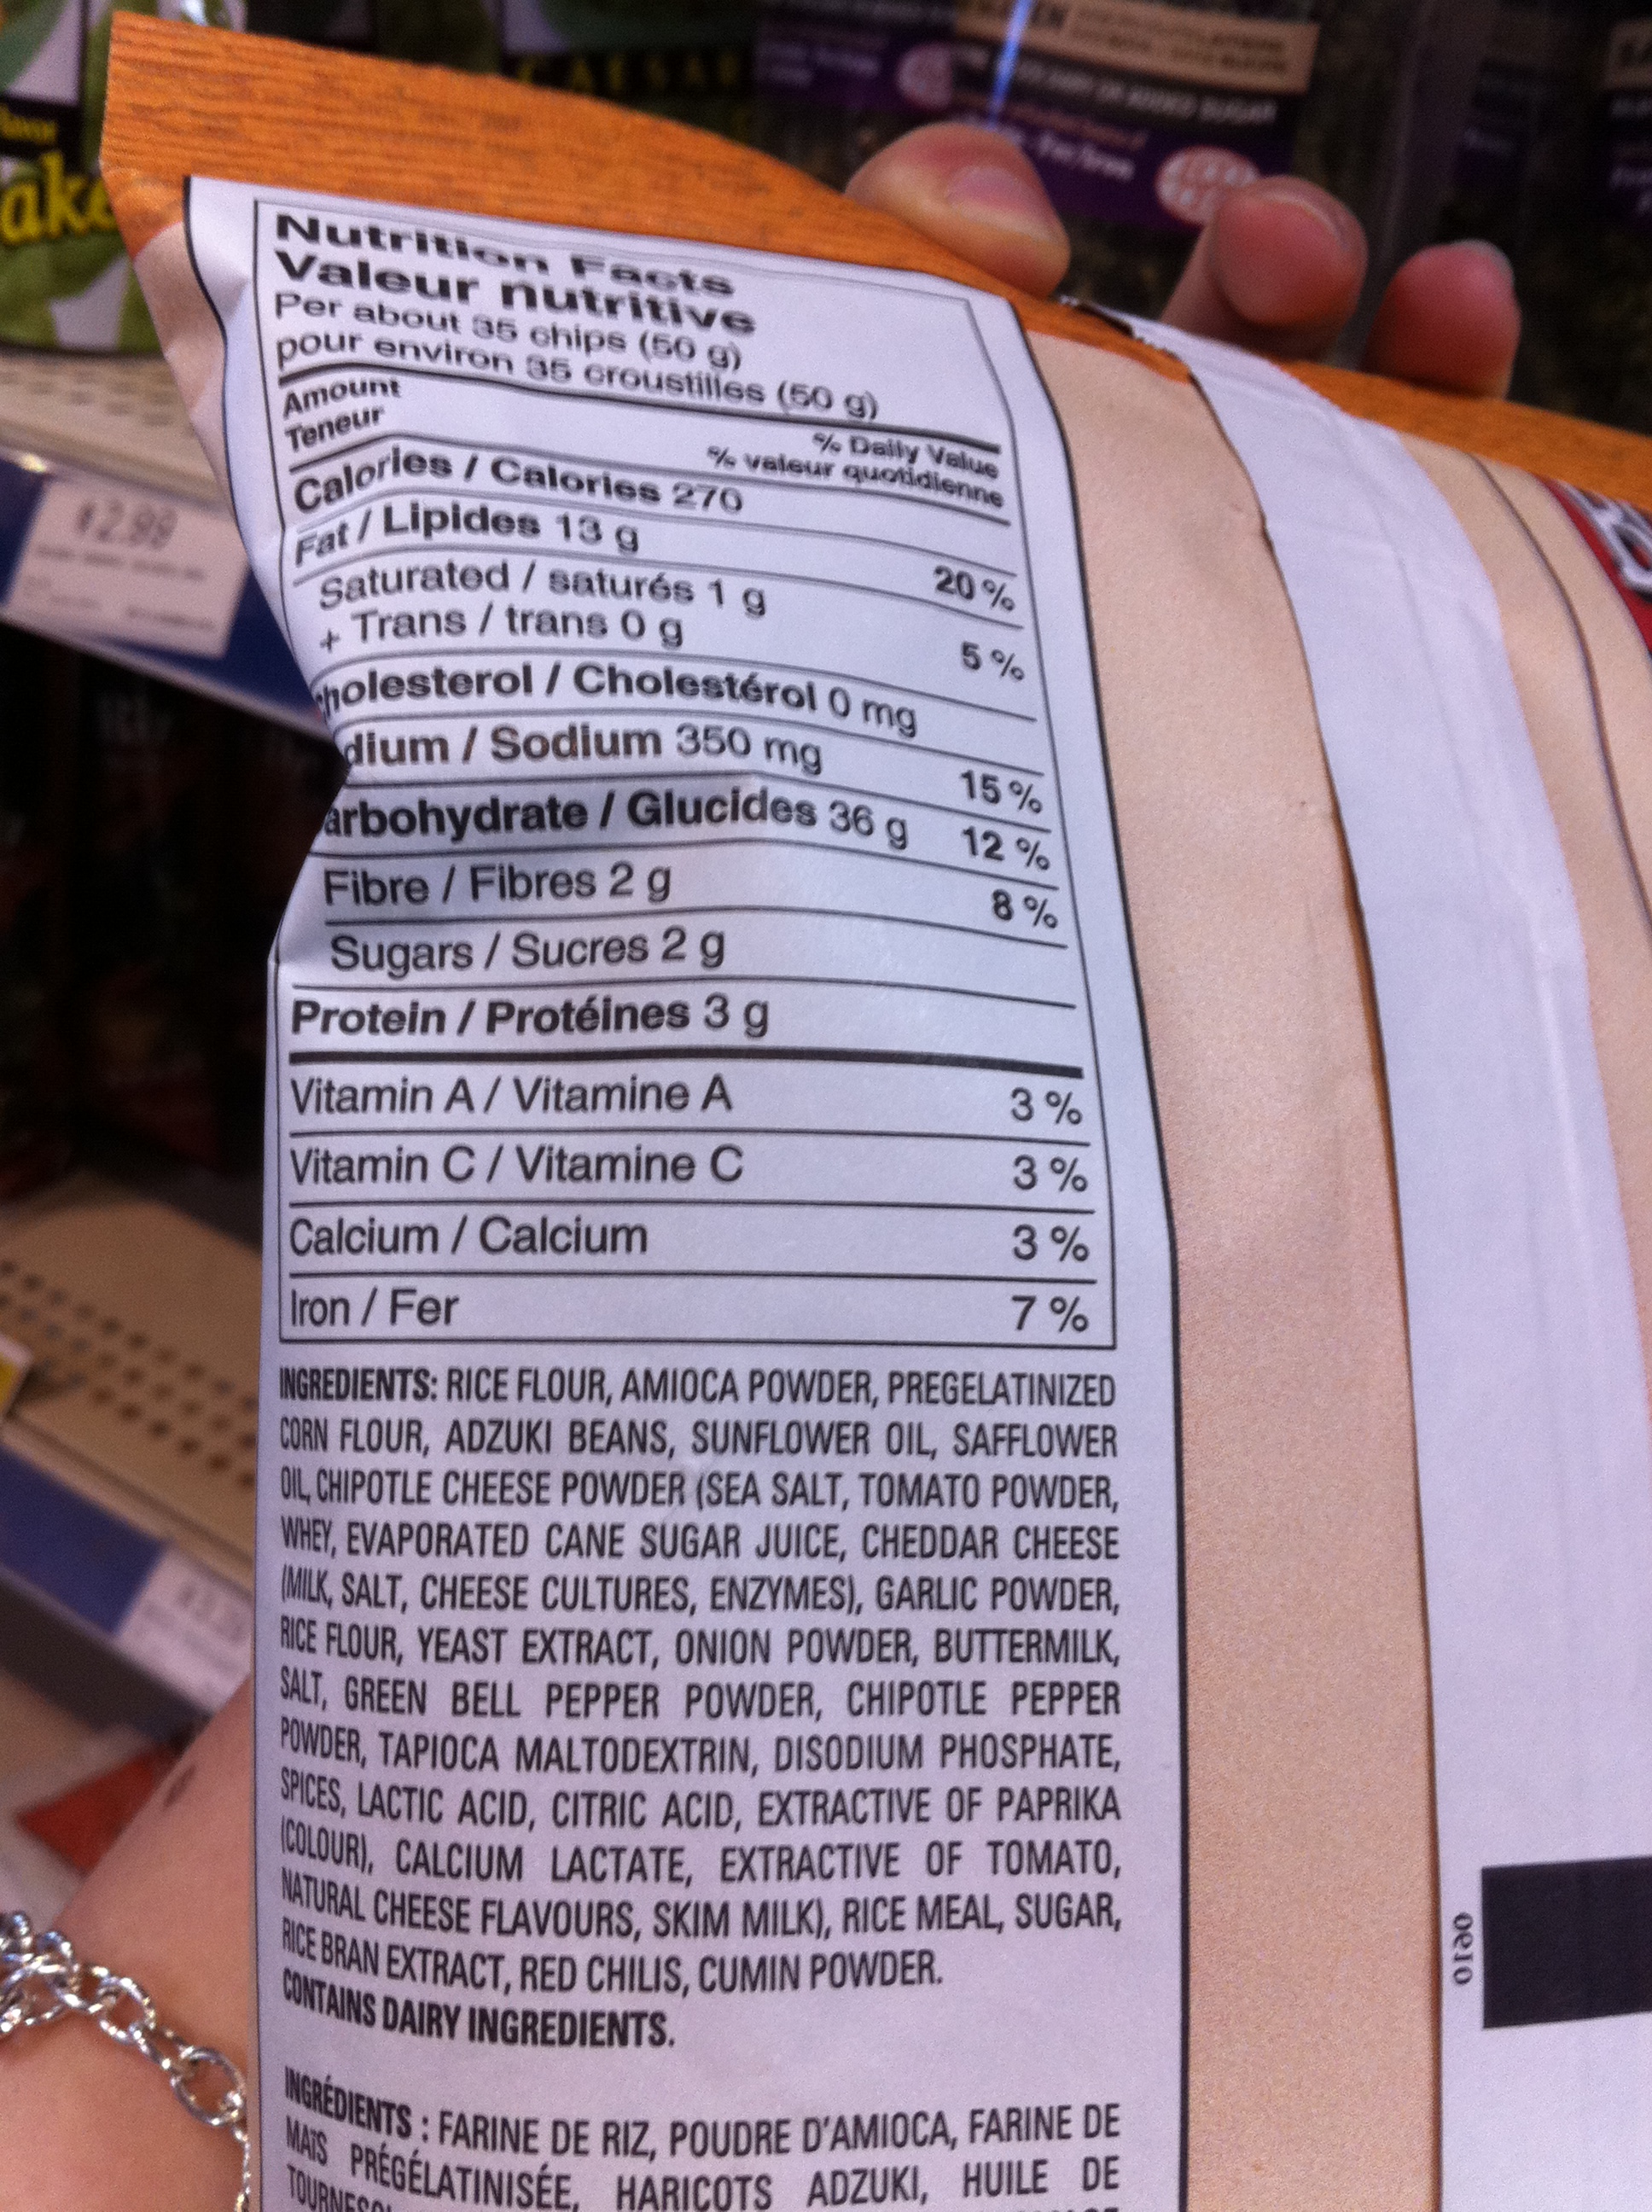 Nutrition Facts
Valeur nutritive
Per about 35 chips (50 g)
pour environ 35 croustilles (50 g)
Amount
Teneur
% Daily Value
% valeur quotidienne
Calories / Calories 270
Fat / Lipides 13 g 20 %
Saturated / saturés 1 g
+ Trans / trans 0 g 5 %
holesterol / Cholestérol 0 mg
dium / Sodium 350 mg 15 %
arbohydrate / Glucides 36 g 12 %
Fibre / Fibres 2 g 8 %
Sugars / Sucres 2 g
Protein / Protéines 3 g
Vitamin A / Vitamine A 3 %
Vitamin C / Vitamine C 3 %
Calcium / Calcium 3 %
Iron / Fer 7 %
INGREDIENTS: RICE FLOUR, AMIOCA POWDER, PREGELATINIZED
CORN FLOUR, ADZUKI BEANS, SUNFLOWER OIL, SAFFLOWER
OIL, CHIPOTLE CHEESE POWDER (SEA SALT, TOMATO POWDER,
WHEY, EVAPORATED CANE SUGAR JUICE, CHEDDAR CHEESE
(MILK, SALT, CHEESE CULTURES, ENZYMES), GARLIC POWDER,
RICE FLOUR, YEAST EXTRACT, ONION POWDER, BUTTERMILK,
SALT, GREEN BELL PEPPER POWDER, CHIPOTLE PEPPER
POWDER, TAPIOCA MALTODEXTRIN, DISODIUM PHOSPHATE,
SPICES, LACTIC ACID, CITRIC ACID, EXTRACTIVE OF PAPRIKA
(COLOUR), CALCIUM LACTATE, EXTRACTIVE OF TOMATO,
NATURAL CHEESE FLAVOURS, SKIM MILK), RICE MEAL, SUGAR,
RICE BRAN EXTRACT, RED CHILIS, CUMIN POWDER.
CONTAINS DAIRY INGREDIENTS.
INGRÉDIENTS : FARINE DE RIZ, POUDRE D'AMIOCA, FARINE DE
MAÏS PRÉGÉLATINISÉE, HARICOTS ADZUKI, HUILE DE
ake
CAESAR
$2.99